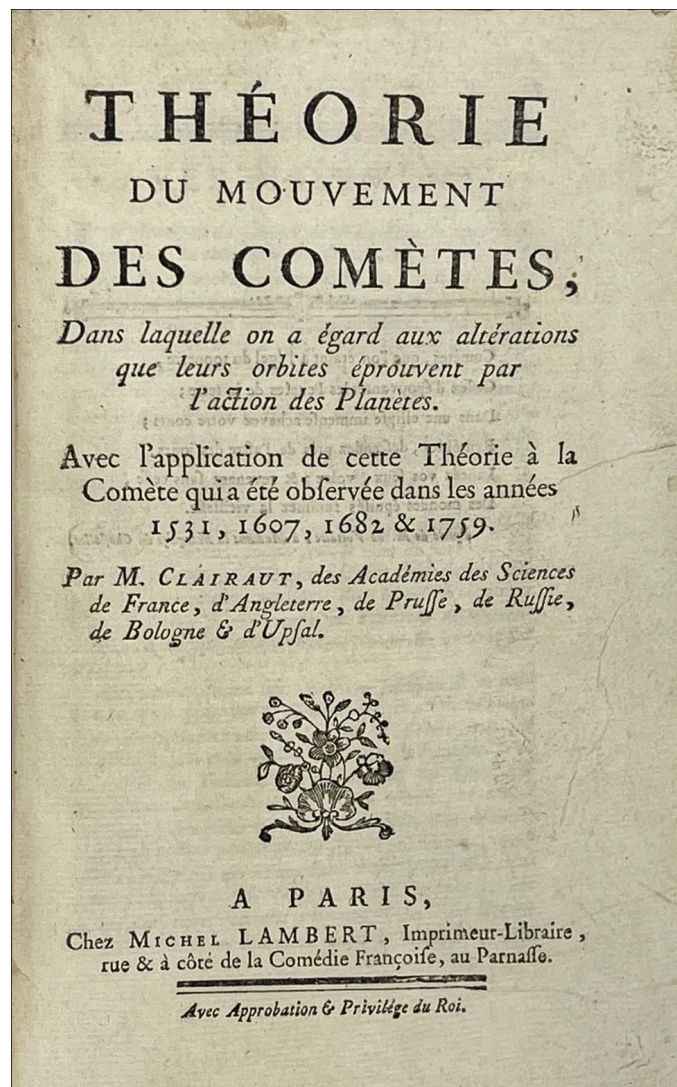 THÉORIE
DU MOUVEMENT
DES COMÈTES,
Dans laquelle on a égard aux altérations
que leurs orbites éprouvent par
l'action des Planètes.
Avec l'application de cette Théorie à la
Comète qui a été obſervée dans les années
1531, 1607, 1682 & 1759.
Par M. CLAIRAUT, des Académies des Sciences
de France, d'Angleterre, de Pruſſe, de Ruſſie,
de Bologne & d'Upſal.
A PARIS,
Chez MICHEL LAMBERT, Imprimeur-Libraire,
rue & à côté de la Comédie Françoiſe, au Parnaſſe.
Avec Approbation & Privilége du Roi.